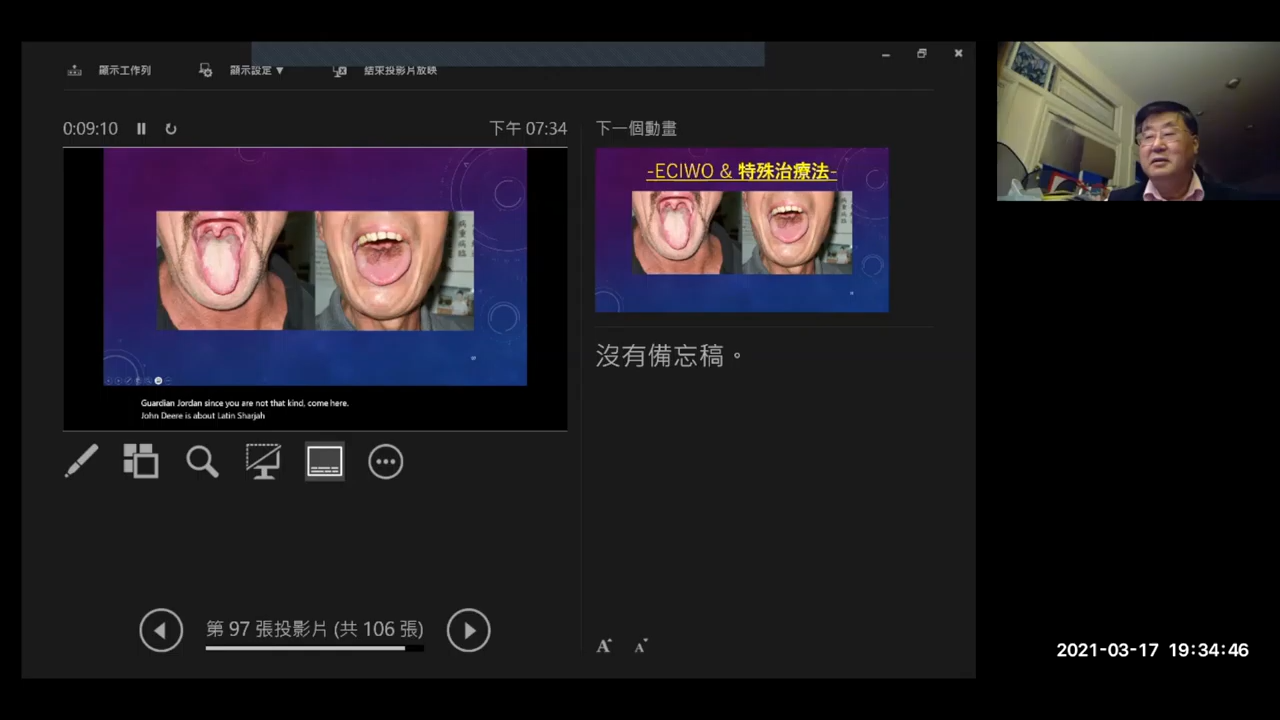 顯示工作列
顯示設定 ▼
結束投影片放映
0:09:10
下午 07:34
下一個動畫
-ECIWO & 特殊治療法-
Guardian Jordan since you are not that kind, come here.
John Deere is about Latin Sharjah
沒有備忘稿。
第 97 張投影片 (共 106 張)
A A
2021-03-17 19:34:46